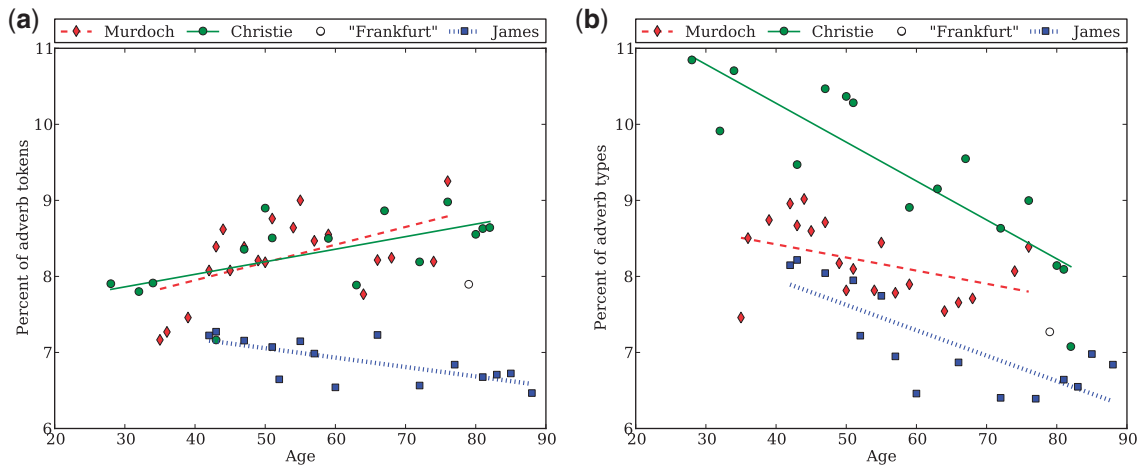 (a)
Murdoch Christie "Frankfurt" James
11
10
9
8
7
6
20 30 40 50 60 70 80 90
Age
Percent of adverb tokens
(b)
Murdoch Christie "Frankfurt" James
11
10
9
8
7
6
20 30 40 50 60 70 80 90
Age
Percent of adverb types